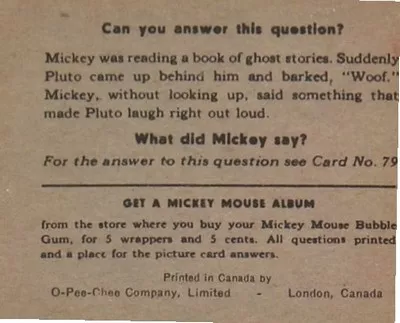 Can you answer this question?
Mickey was reading a book of ghost stories. Suddenly
Pluto came up behind him and barked, "Woof."
Mickey, without looking up, said something that
made Pluto laugh right out loud.
What did Mickey say?
For the answer to this question see Card No. 79
GET A MICKEY MOUSE ALBUM
from the store where you buy your Mickey Mouse Bubble
Gum, for 5 wrappers and 5 cents. All questions printed
and a place for the picture card answers.
Printed in Canada by
O-Pee-Chee Company, Limited - London, Canada